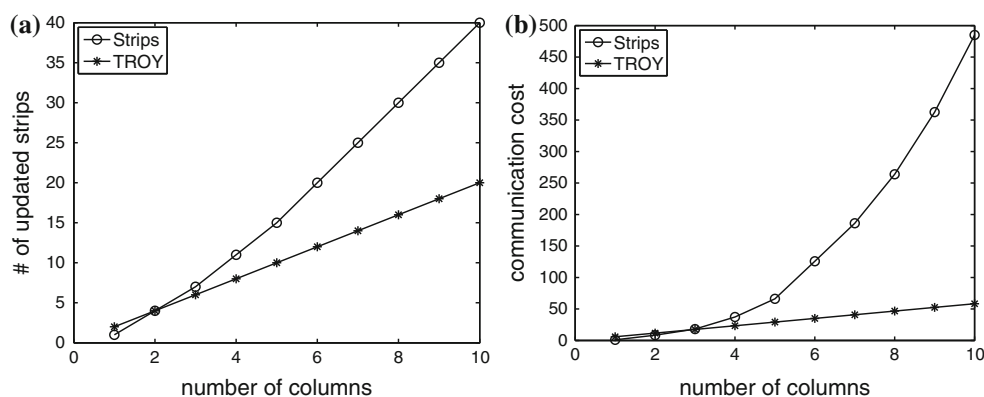 (a)
Strips
TROY
# of updated strips
40
35
30
25
20
15
10
5
0
0 2 4 6 8 10
number of columns
(b)
Strips
TROY
communication cost
500
450
400
350
300
250
200
150
100
50
0
0 2 4 6 8 10
number of columns